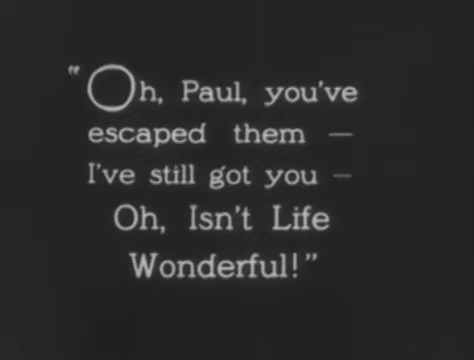 "Oh, Paul, you've
escaped them —
I've still got you —
Oh, Isn't Life
Wonderful!"